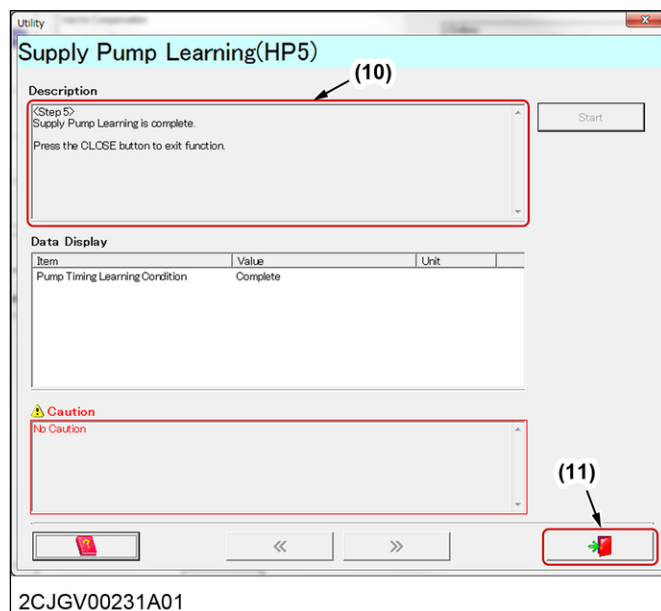 Utility
Supply Pump Learning(HP5)
(10)
Description
<Step 5>
Supply Pump Learning is complete.
Start
Press the CLOSE button to exit function.
Data Display
Item Value Unit
Pump Timing Learning Condition Complete
Caution
No Caution
(11)
2CJGV00231A01